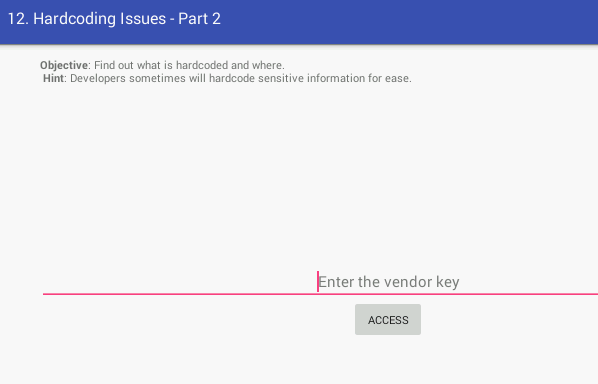 12. Hardcoding Issues - Part 2
Objective: Find out what is hardcoded and where.
Hint: Developers sometimes will hardcode sensitive information for ease.
Enter the vendor key
ACCESS